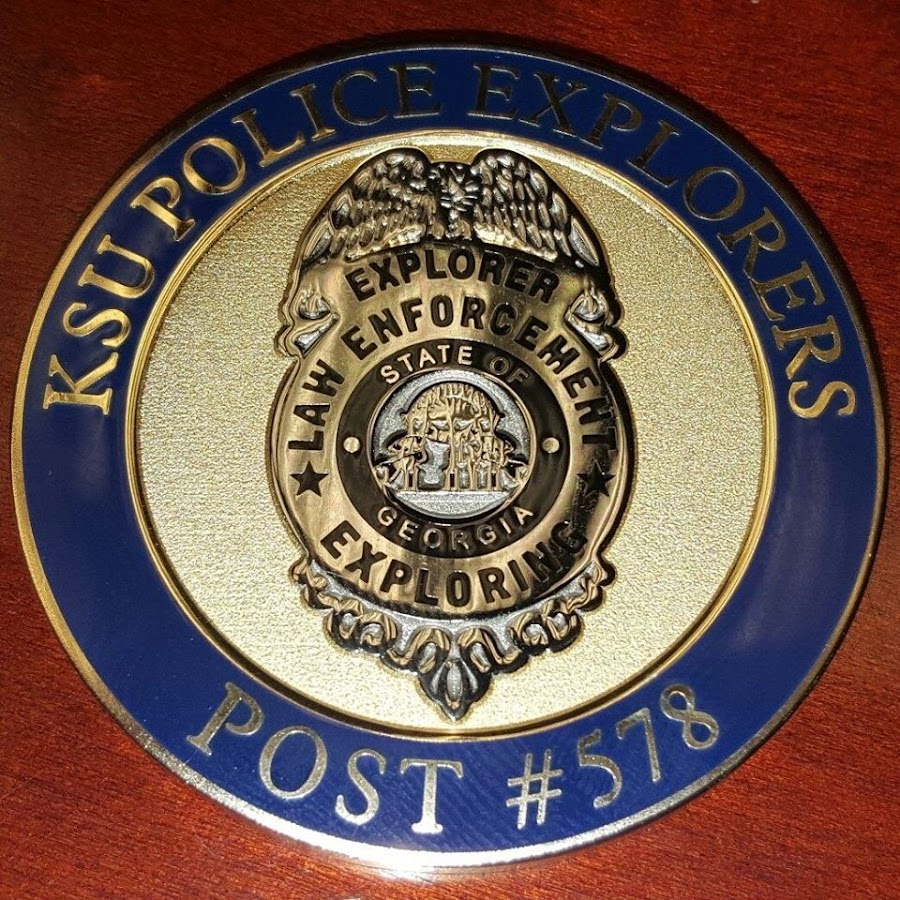 KSU POLICE EXPLORERS
EXPLORER
LAW ENFORCEMENT
STATE OF
GEORGIA
EXPLORING
POST #578